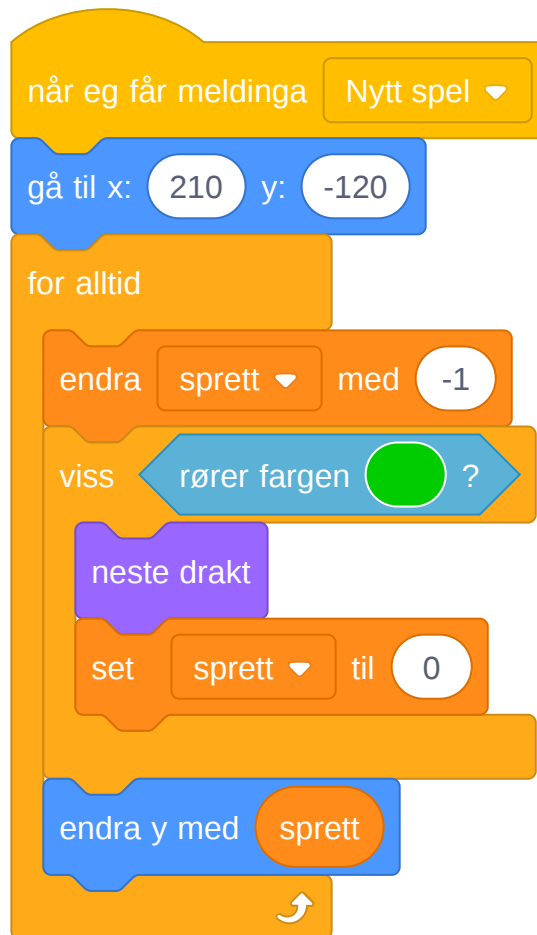 når eg får meldinga Nytt spel
gå til x: 210 y: -120
for alltid
endra sprett med -1
viss rører fargen ?
neste drakt
set sprett til 0
endra y med sprett